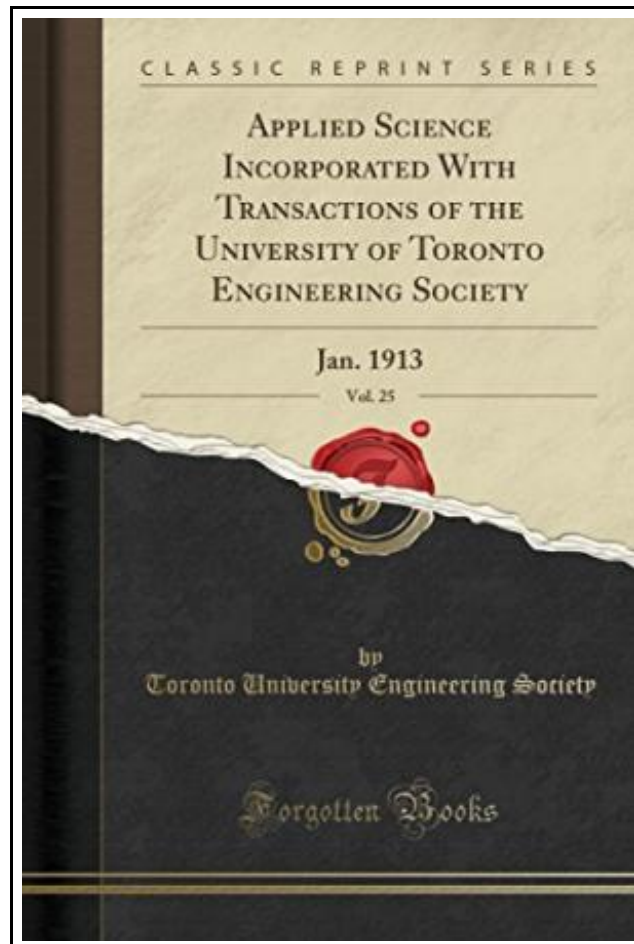 CLASSIC REPRINT SERIES
APPLIED SCIENCE
INCORPORATED WITH
TRANSACTIONS OF THE
UNIVERSITY OF TORONTO
ENGINEERING SOCIETY
Jan. 1913
Vol. 25
by
Toronto University Engineering Society
Forgotten Books